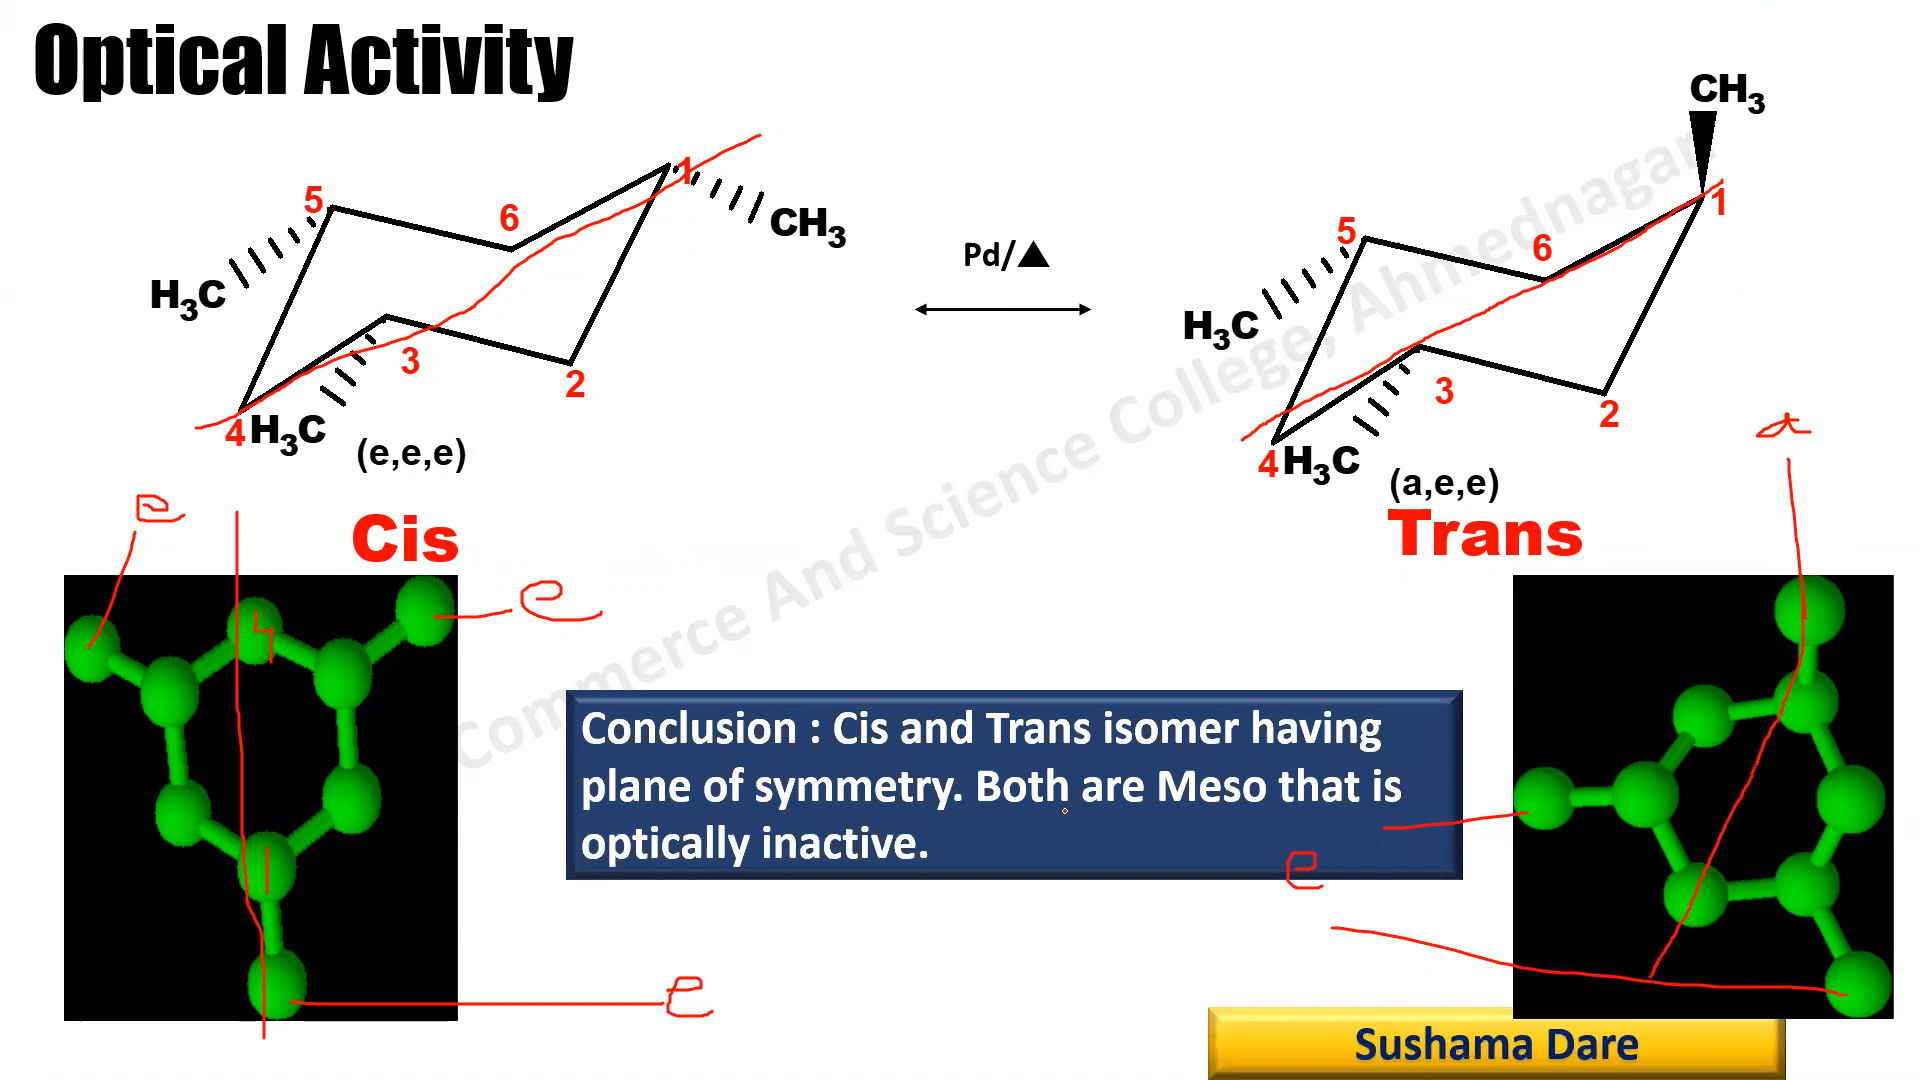 Optical Activity
CH3
5
6
1
CH3
H3C
3
2
4 H3C
(e,e,e)
Cis
Pd/▲
5
6
1
H3C
3
2
4 H3C
(a,e,e)
Trans
e
e
4
1
e
a
e
Commerce And Science College, Ahmednagar
Conclusion : Cis and Trans isomer having
plane of symmetry. Both are Meso that is
optically inactive.
Sushama Dare